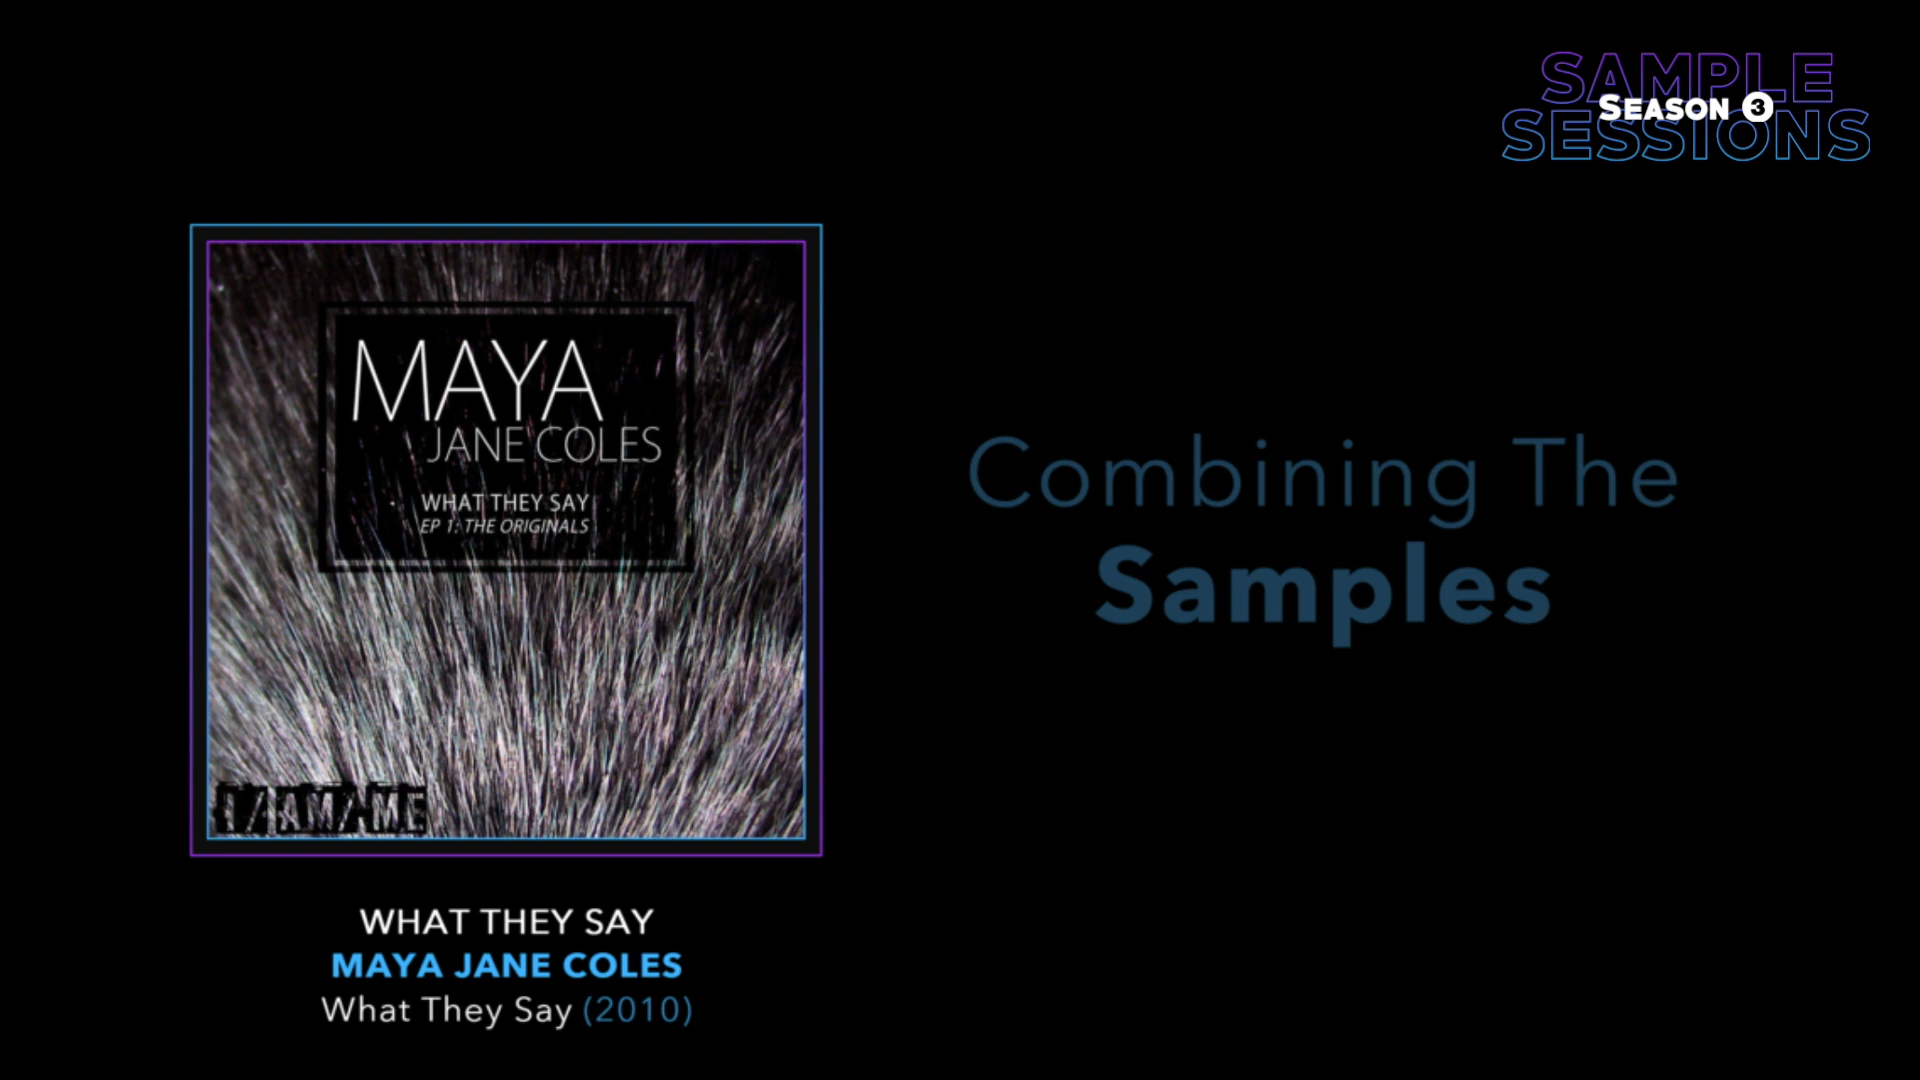 SAMPLE
SEASON 3
SESSIONS
MAYA
JANE COLES
WHAT THEY SAY
EP 1: THE ORIGINALS
I/AM/ME
Combining The
Samples
WHAT THEY SAY
MAYA JANE COLES
What They Say (2010)